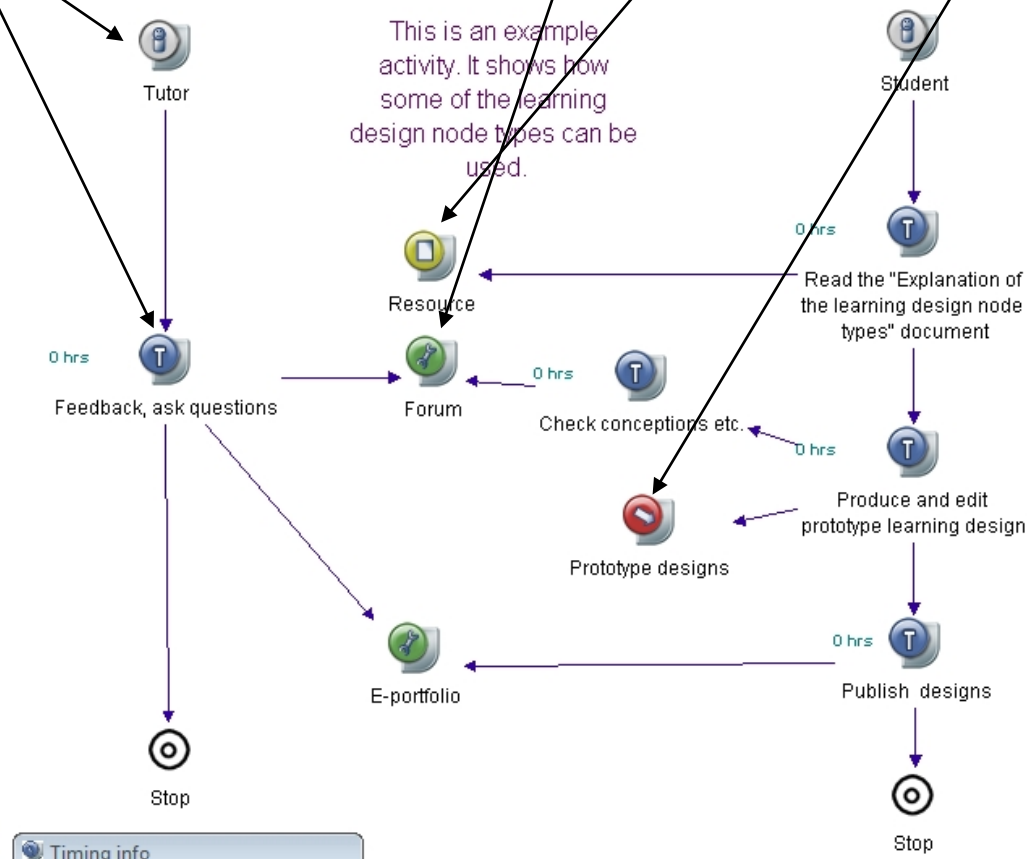 This is an example
activity. It shows how
some of the learning
design node types can be
used.
Tutor
Student
0 hrs
Read the "Explanation of
the learning design node
types" document
Resource
0 hrs
Feedback, ask questions
Forum
0 hrs
Check conceptions etc.
0 hrs
Produce and edit
prototype learning design
Prototype designs
E-portfolio
0 hrs
Publish designs
Stop
Stop
Timing info
T
T
T
T
T